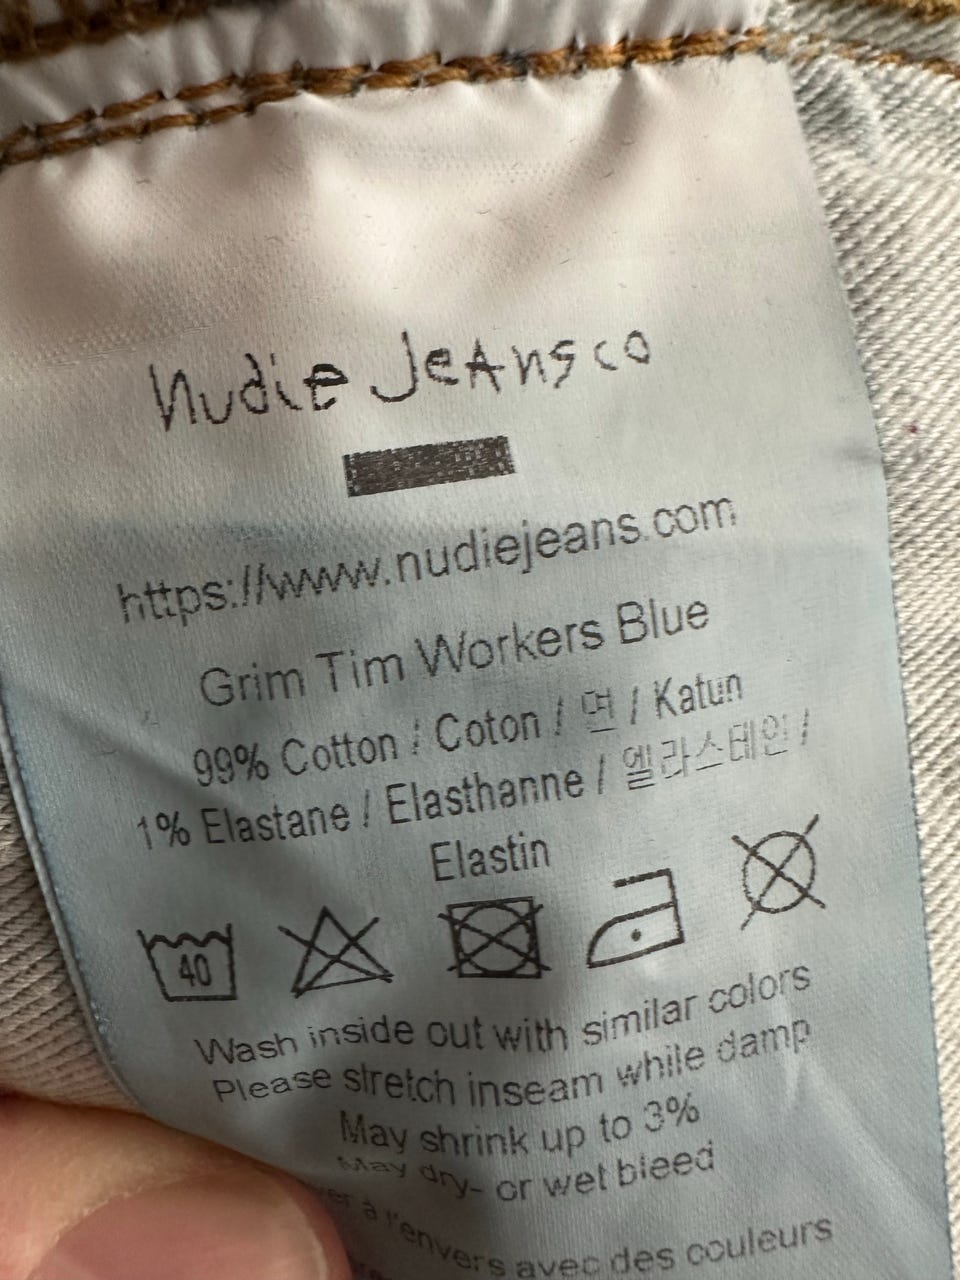 Nudie Jeans co
https://www.nudiejeans.com
Grim Tim Workers Blue
99% Cotton / Coton / 면 / Katun
1% Elastane / Elasthanne / 엘라스테인 /
Elastin
40
Wash inside out with similar colors
Please stretch inseam while damp
May shrink up to 3%
May dry- or wet bleed
à l'envers avec des couleurs